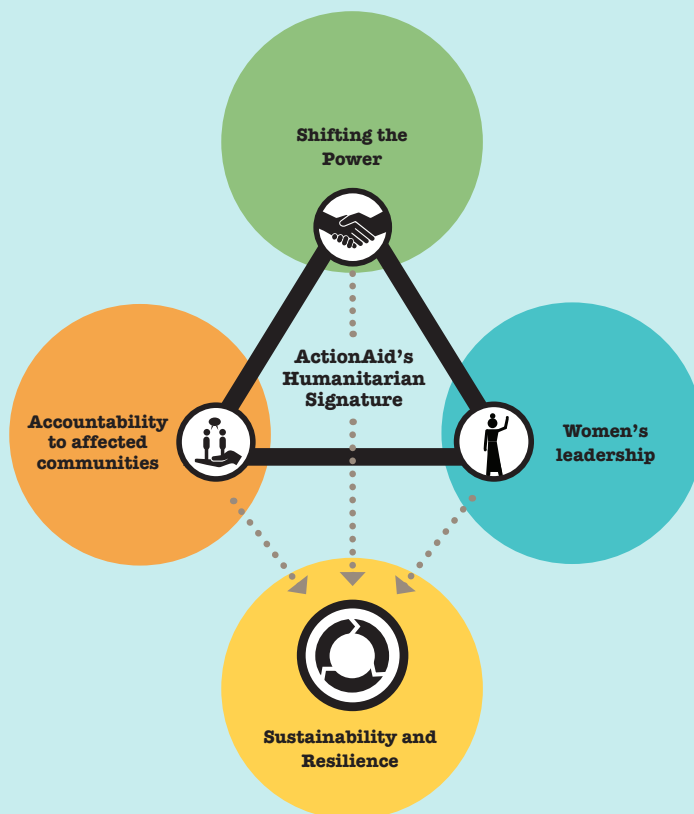 Shifting the
Power
ActionAid’s
Humanitarian
Signature
Accountability
to affected
communities
Women’s
leadership
Sustainability and
Resilience